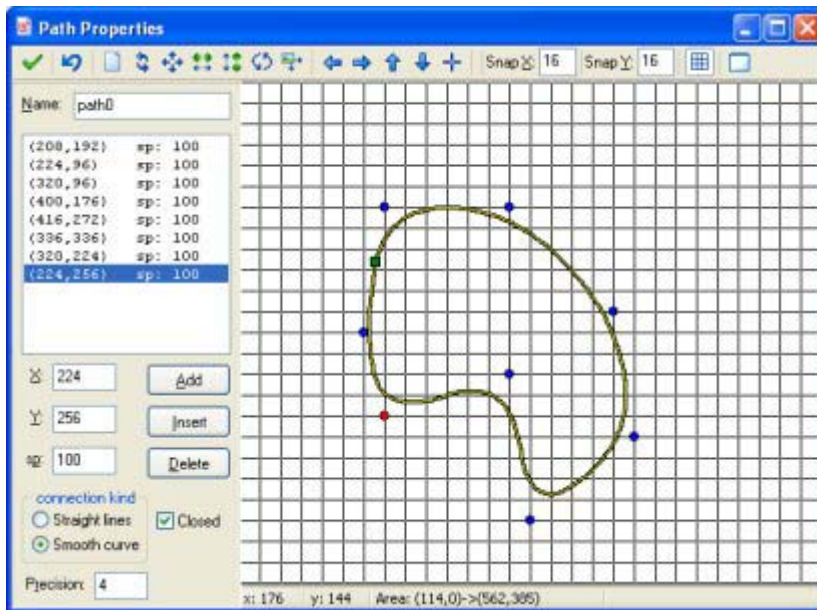 Path Properties
Snap X: 16 Snap Y: 16
Name: path0
(208,192) sp: 100
(224,96) sp: 100
(320,96) sp: 100
(400,176) sp: 100
(416,272) sp: 100
(336,336) sp: 100
(320,224) sp: 100
(224,256) sp: 100
X: 224 Add
Y: 256 Insert
sp: 100 Delete
connection kind
Straight lines Closed
Smooth curve
Precision: 4
x: 176 y: 144 Area: (114,0)->(562,385)